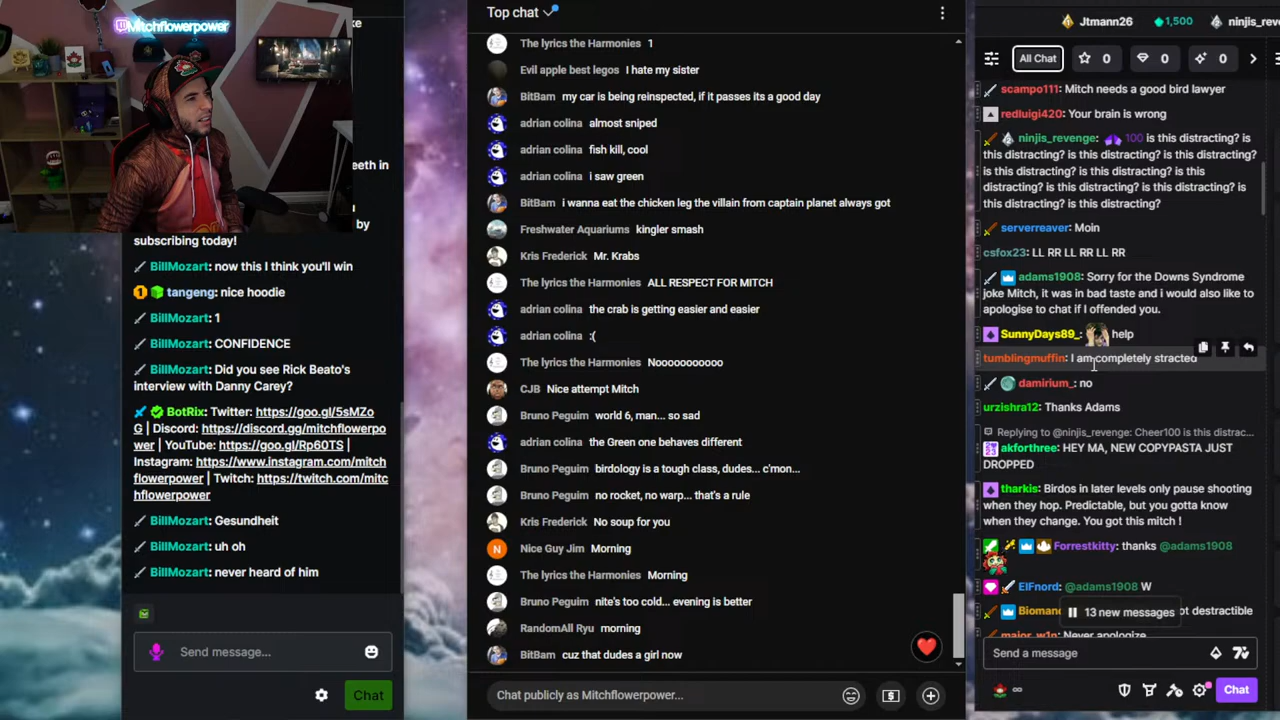 Mitchflowerpower
ke
eeth in
by
subscribing today!
BillMozart: now this I think you'll win
1 tangeng: nice hoodie
BillMozart: 1
BillMozart: CONFIDENCE
BillMozart: Did you see Rick Beato's
interview with Danny Carey?
BotRix: Twitter: https://goo.gl/5sMZo
G | Discord: https://discord.gg/mitchflowerpo
wer | YouTube: https://goo.gl/Rp60TS |
Instagram: https://www.instagram.com/mitch
flowerpower | Twitch: https://twitch.tv/mitc
hflowerpower
BillMozart: Gesundheit
BillMozart: uh oh
BillMozart: never heard of him
Send message...
Chat
Top chat
The lyrics the Harmonies 1
Evil apple best legos I hate my sister
BitBam my car is being reinspected, if it passes its a good day
adrian colina almost sniped
adrian colina fish kill, cool
adrian colina i saw green
BitBam i wanna eat the chicken leg the villain from captain planet always got
Freshwater Aquariums kingler smash
Kris Frederick Mr. Krabs
The lyrics the Harmonies ALL RESPECT FOR MITCH
adrian colina the crab is getting easier and easier
adrian colina :(
The lyrics the Harmonies Nooooooooooo
CJB Nice attempt Mitch
Bruno Peguim world 6, man... so sad
adrian colina the Green one behaves different
Bruno Peguim birdology is a tough class, dudes... c'mon...
Bruno Peguim no rocket, no warp... that's a rule
Kris Frederick No soup for you
N Nice Guy Jim Morning
The lyrics the Harmonies Morning
Bruno Peguim nite's too cold... evening is better
RandomAll Ryu morning
BitBam cuz that dudes a girl now
Chat publicly as Mitchflowerpower...
Jtmann26 1,500 ninjis_reve
All Chat 0 0 0
scampo111: Mitch needs a good bird lawyer
redluigi420: Your brain is wrong
ninjis_revenge: 100 is this distracting? is
this distracting? is this distracting? is this
distracting? is this distracting? is this
distracting? is this distracting? is this distracting? is
this distracting?
serverreaver: Moin
csfox23: LL RR LL RR LL RR
adams1908: Sorry for the Downs Syndrome
joke Mitch, it was in bad taste and i would also like to
apologise to chat if I offended you.
SunnyDays89_: help
tumblingmuffin: I am completely stracted
damirium_: no
urzishra12: Thanks Adams
Replying to @ninjis_revenge: Cheer100 is this distrac...
akforthree: HEY MA, NEW COPYPASTA JUST
DROPPED
tharkis: Birdos in later levels only pause shooting
when they hop. Predictable, but you gotta know
when they change. You got this mitch !
Forrestkitty: thanks @adams1908
ElFnord: @adams1908 W
Biomand ot destructible
13 new messages
major_w1n: Never apologize
Send a message
Chat